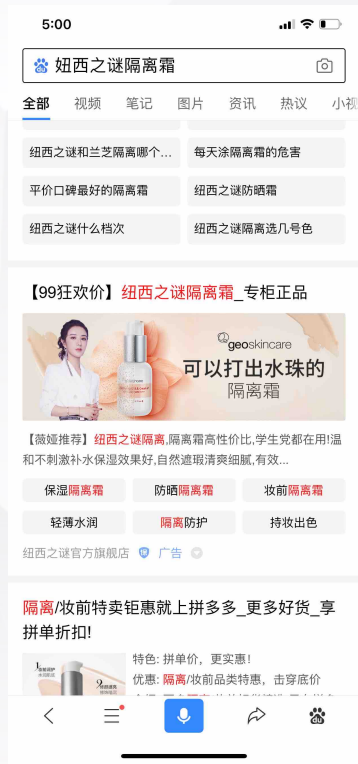 5:00
妞西之谜隔离霜
全部 视频 笔记 图片 资讯 热议 小视
纽西之谜和兰芝隔离哪个... 每天涂隔离霜的危害
平价口碑最好的隔离霜 纽西之谜防晒霜
纽西之谜什么档次 纽西之谜隔离选几号色
【99狂欢价】纽西之谜隔离霜_专柜正品
geoskincare
可以打出水珠的
隔离霜
【薇娅推荐】纽西之谜隔离,隔离霜高性价比,学生党都在用!温
和不刺激补水保湿效果好,自然遮瑕清爽细腻,有效...
保湿隔离霜 防晒隔离霜 妆前隔离霜
轻薄水润 隔离防护 持妆出色
纽西之谜官方旗舰店 保 广告
隔离/妆前特卖钜惠就上拼多多_更多好货_享
拼单折扣!
特色: 拼单价，更实惠!
优惠: 隔离/妆前品类特惠，击穿底价
du